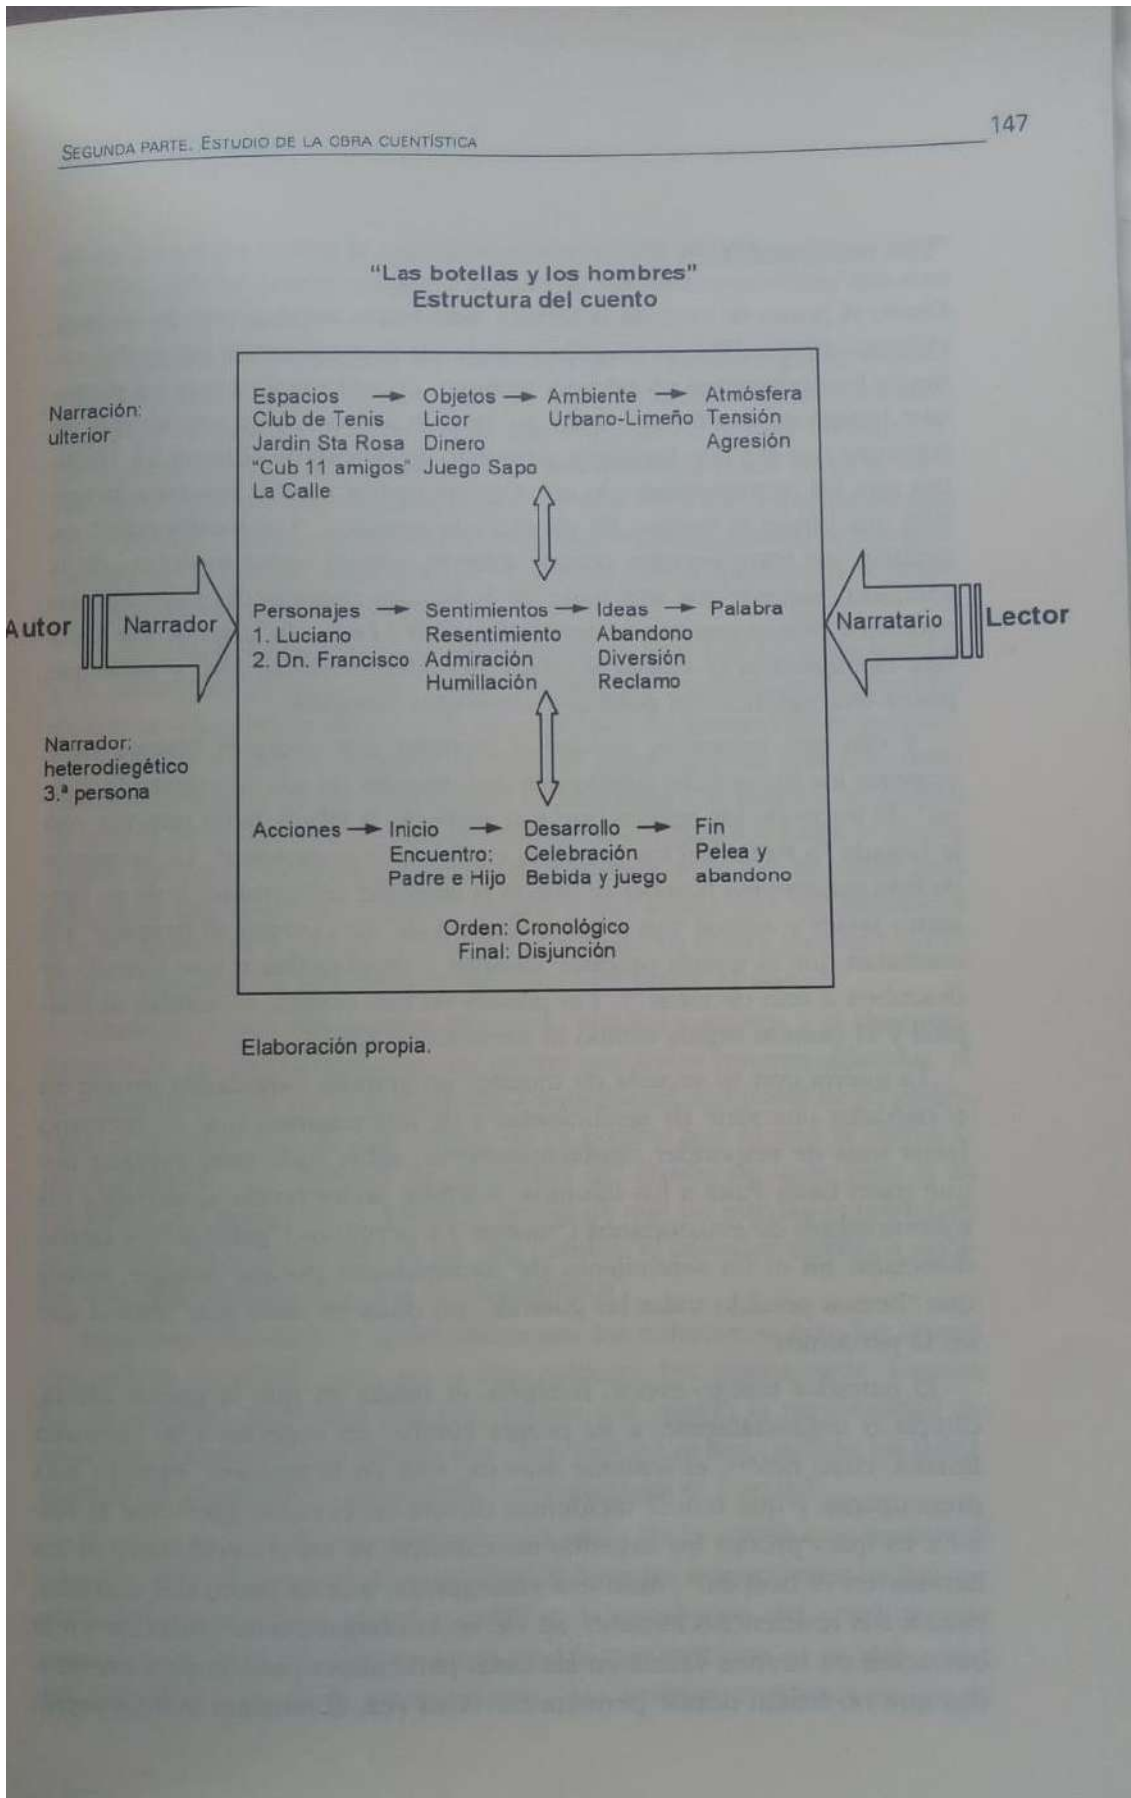 SEGUNDA PARTE. ESTUDIO DE LA OBRA CUENTÍSTICA 147
"Las botellas y los hombres"
Estructura del cuento
Narración:
ulterior
Espacios → Objetos → Ambiente → Atmósfera
Club de Tenis Licor Urbano-Limeño Tensión
Jardin Sta Rosa Dinero Agresión
"Cub 11 amigos" Juego Sapo
La Calle
Autor Narrador
Personajes → Sentimientos → Ideas → Palabra
1. Luciano Resentimiento Abandono
2. Dn. Francisco Admiración Diversión
Humillación Reclamo
Narratario Lector
Narrador:
heterodiegético
3.ª persona
Acciones → Inicio → Desarrollo → Fin
Encuentro: Celebración Pelea y
Padre e Hijo Bebida y juego abandono
Orden: Cronológico
Final: Disjunción
Elaboración propia.